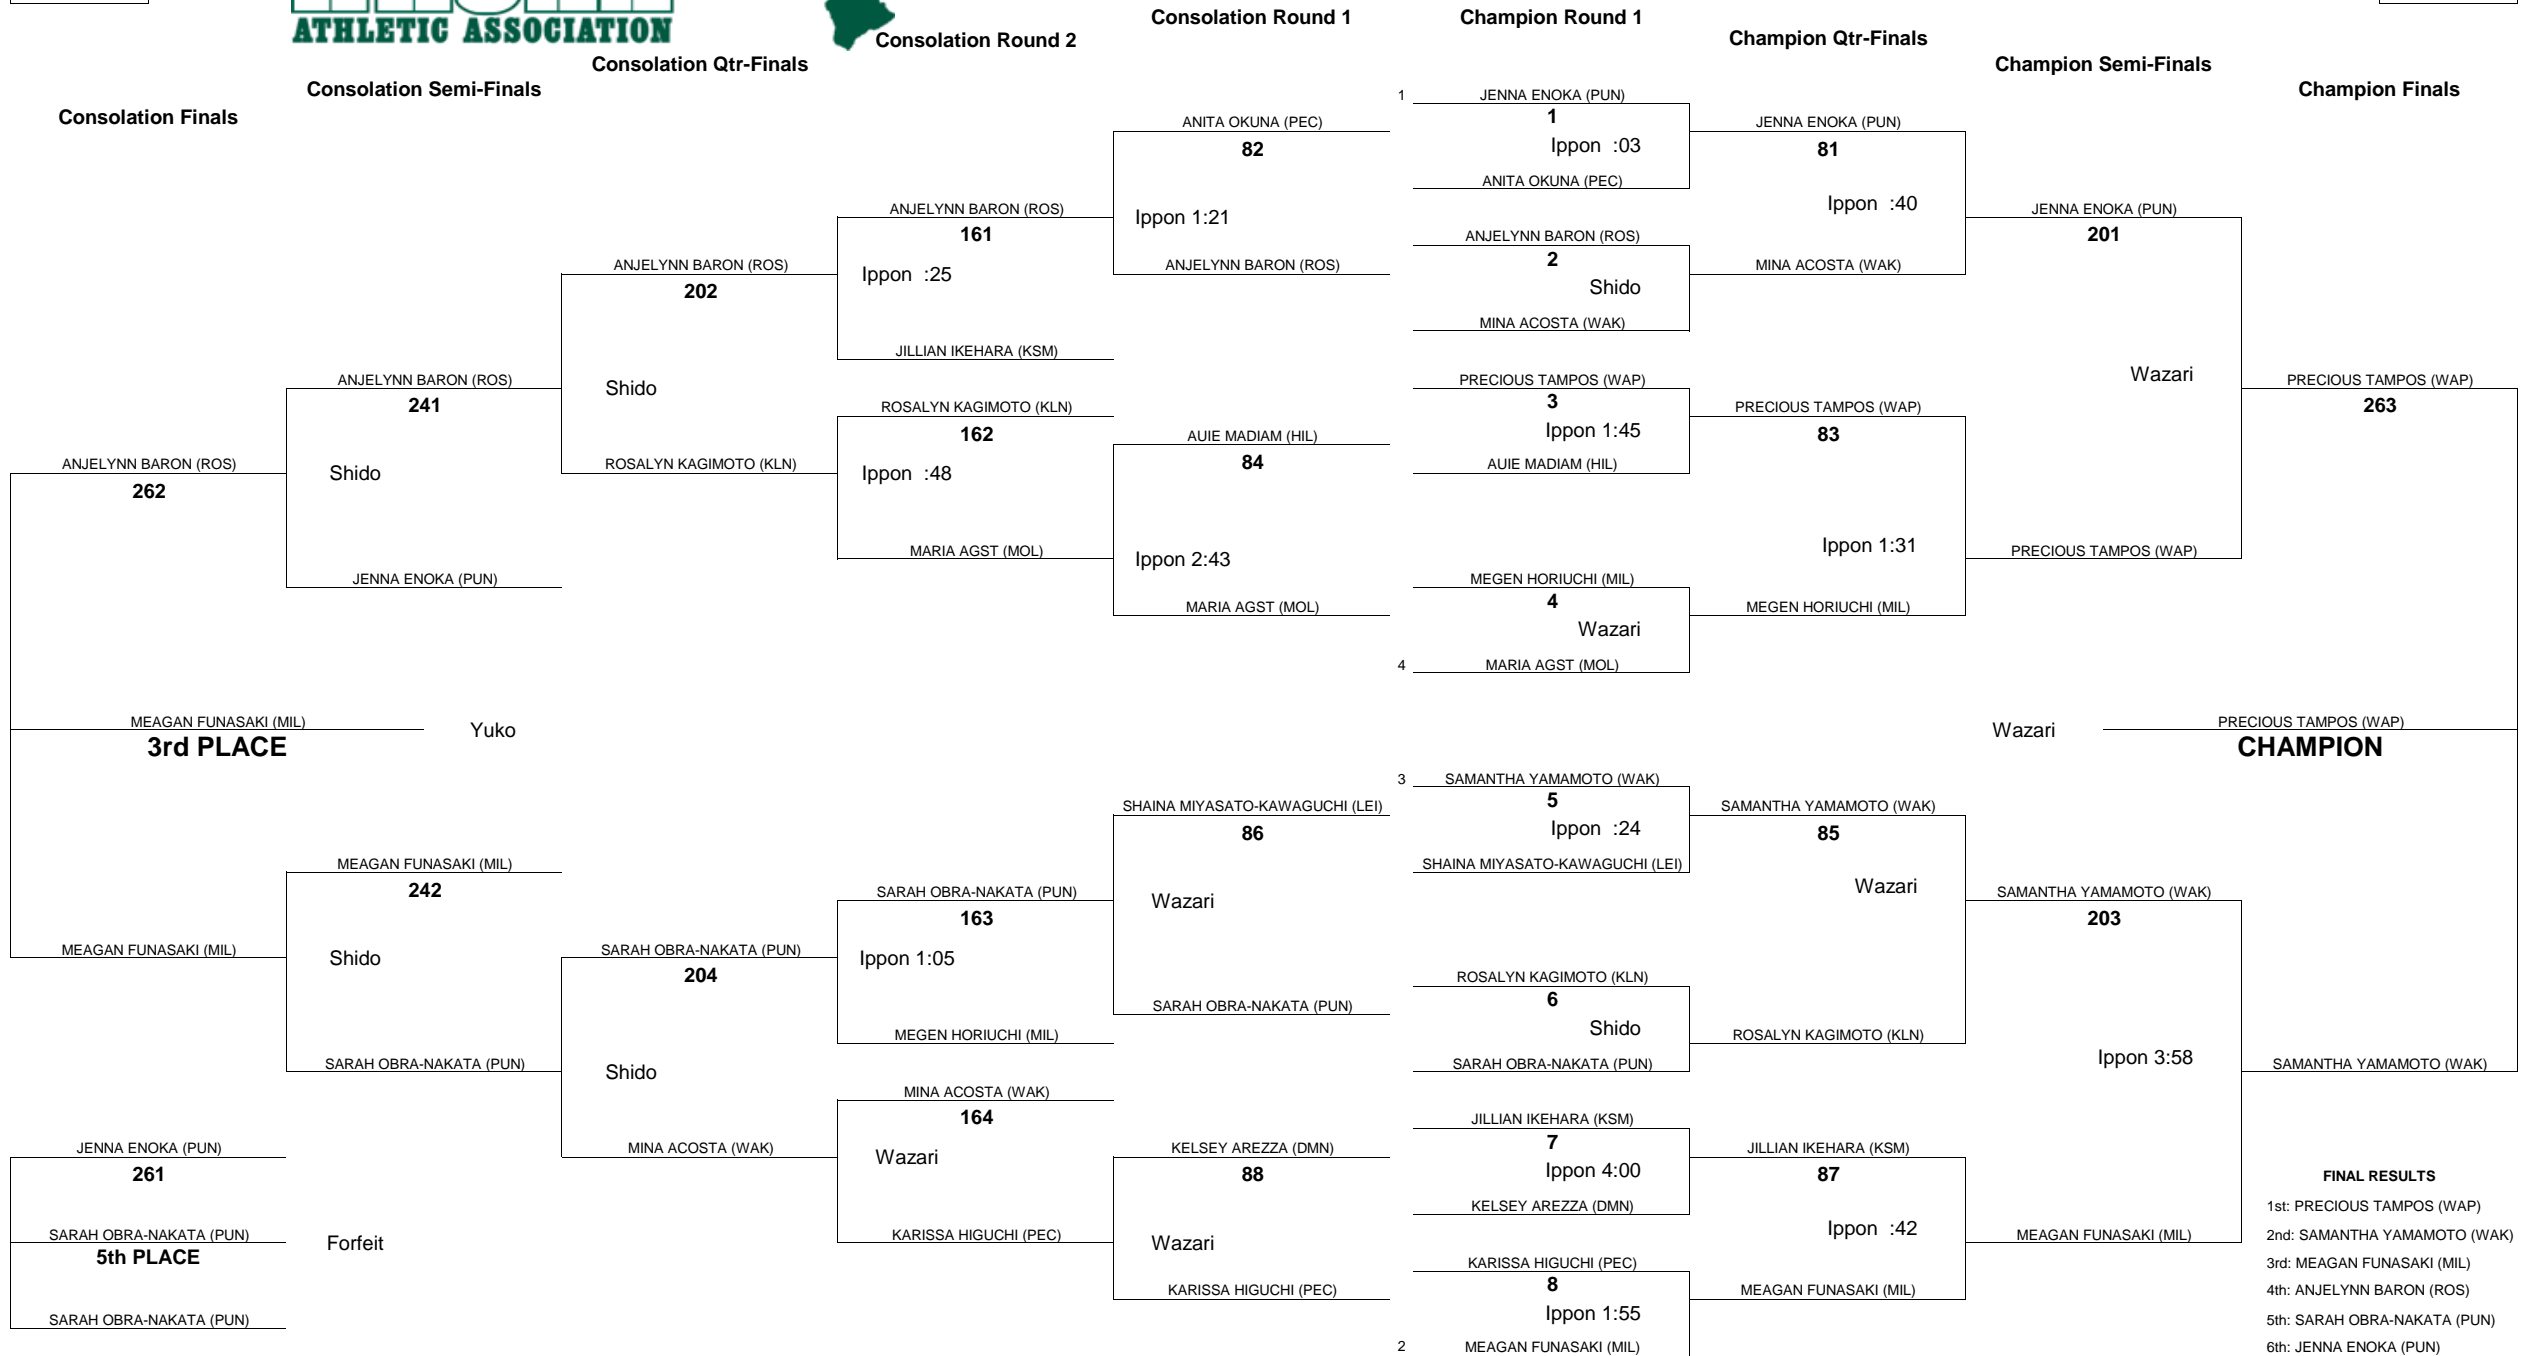 ATHLETIC ASSOCIATION
Consolation Finals
Consolation Semi-Finals
Consolation Qtr-Finals
Consolation Round 2
Consolation Round 1
Champion Round 1
Champion Qtr-Finals
Champion Semi-Finals
Champion Finals
ANJELYNN BARON (ROS)
262
MEAGAN FUNASAKI (MIL)
3rd PLACE
Yuko
MEAGAN FUNASAKI (MIL)
JENNA ENOKA (PUN)
261
SARAH OBRA-NAKATA (PUN)
5th PLACE
Forfeit
SARAH OBRA-NAKATA (PUN)
ANJELYNN BARON (ROS)
241
Shido
JENNA ENOKA (PUN)
MEAGAN FUNASAKI (MIL)
242
Shido
SARAH OBRA-NAKATA (PUN)
ANJELYNN BARON (ROS)
202
Shido
ROSALYN KAGIMOTO (KLN)
SARAH OBRA-NAKATA (PUN)
204
Shido
MINA ACOSTA (WAK)
ANJELYNN BARON (ROS)
161
Ippon :25
JILLIAN IKEHARA (KSM)
ROSALYN KAGIMOTO (KLN)
162
Ippon :48
MARIA AGST (MOL)
SARAH OBRA-NAKATA (PUN)
163
Ippon 1:05
MEGEN HORIUCHI (MIL)
MINA ACOSTA (WAK)
164
Wazari
KARISSA HIGUCHI (PEC)
ANITA OKUNA (PEC)
82
Ippon 1:21
ANJELYNN BARON (ROS)
AUIE MADIAM (HIL)
84
Ippon 2:43
MARIA AGST (MOL)
SHAINA MIYASATO-KAWAGUCHI (LEI)
86
Wazari
SARAH OBRA-NAKATA (PUN)
KELSEY AREZZA (DMN)
88
Wazari
KARISSA HIGUCHI (PEC)
1 JENNA ENOKA (PUN)
1
Ippon :03
ANITA OKUNA (PEC)
ANJELYNN BARON (ROS)
2
Shido
MINA ACOSTA (WAK)
PRECIOUS TAMPOS (WAP)
3
Ippon 1:45
AUIE MADIAM (HIL)
MEGEN HORIUCHI (MIL)
4
Wazari
4 MARIA AGST (MOL)
3 SAMANTHA YAMAMOTO (WAK)
5
Ippon :24
SHAINA MIYASATO-KAWAGUCHI (LEI)
ROSALYN KAGIMOTO (KLN)
6
Shido
SARAH OBRA-NAKATA (PUN)
JILLIAN IKEHARA (KSM)
7
Ippon 4:00
KELSEY AREZZA (DMN)
KARISSA HIGUCHI (PEC)
8
Ippon 1:55
2 MEAGAN FUNASAKI (MIL)
JENNA ENOKA (PUN)
81
Ippon :40
MINA ACOSTA (WAK)
PRECIOUS TAMPOS (WAP)
83
Ippon 1:31
MEGEN HORIUCHI (MIL)
SAMANTHA YAMAMOTO (WAK)
85
Wazari
ROSALYN KAGIMOTO (KLN)
JILLIAN IKEHARA (KSM)
87
Ippon :42
MEAGAN FUNASAKI (MIL)
JENNA ENOKA (PUN)
201
Wazari
PRECIOUS TAMPOS (WAP)
SAMANTHA YAMAMOTO (WAK)
203
Ippon 3:58
MEAGAN FUNASAKI (MIL)
PRECIOUS TAMPOS (WAP)
263
Wazari
PRECIOUS TAMPOS (WAP)
CHAMPION
SAMANTHA YAMAMOTO (WAK)
FINAL RESULTS
1st: PRECIOUS TAMPOS (WAP)
2nd: SAMANTHA YAMAMOTO (WAK)
3rd: MEAGAN FUNASAKI (MIL)
4th: ANJELYNN BARON (ROS)
5th: SARAH OBRA-NAKATA (PUN)
6th: JENNA ENOKA (PUN)